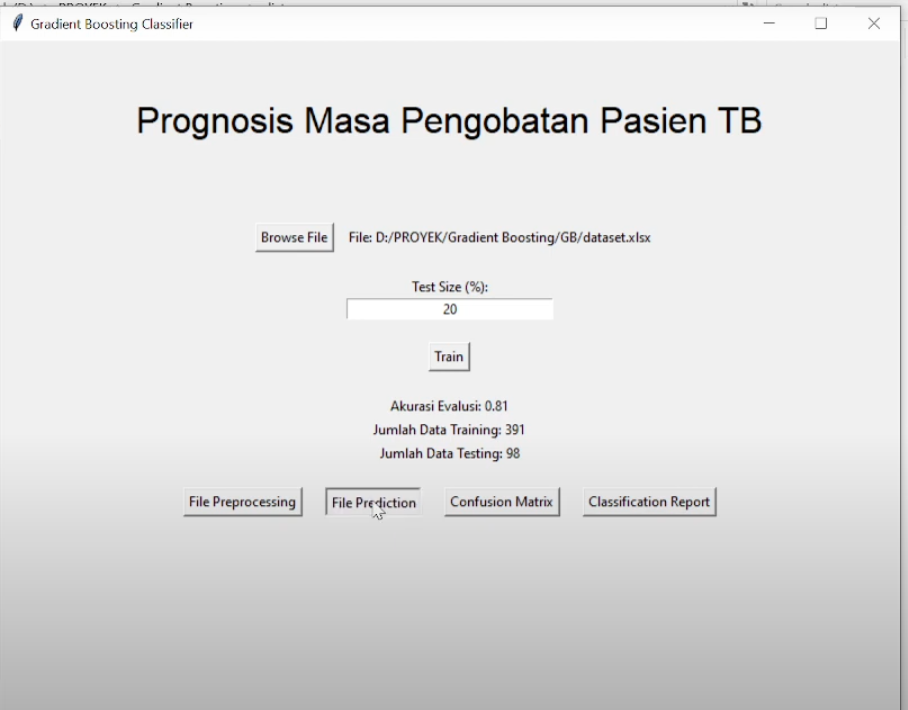 Gradient Boosting Classifier
Prognosis Masa Pengobatan Pasien TB
Browse File File: D:/PROYEK/Gradient Boosting/GB/dataset.xlsx
Test Size (%):
20
Train
Akurasi Evalusi: 0.81
Jumlah Data Training: 391
Jumlah Data Testing: 98
File Preprocessing File Prediction Confusion Matrix Classification Report